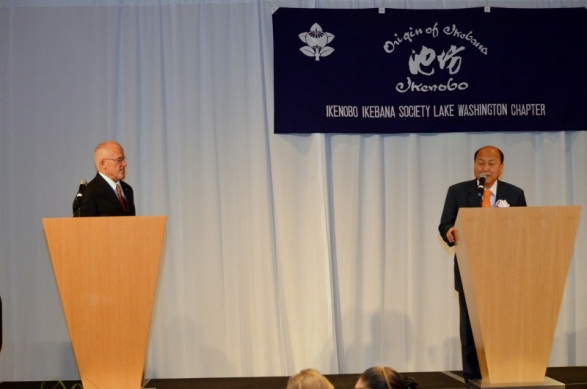 Origin of Ikebana
池坊
Ikenobo
IKENOBO IKEBANA SOCIETY LAKE WASHINGTON CHAPTER